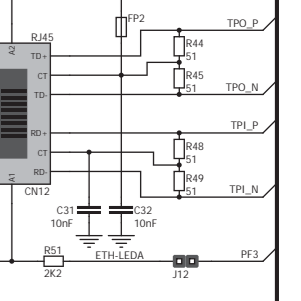 FP2
TPO_P
RJ45
A2
R44
51
TD+
CT
R45
51
TD-
TPO_N
RD+
TPI_P
R48
51
CT
R49
51
RD-
A1
CN12
TPI_N
C31
10nF
C32
10nF
R51
2K2
ETH-LEDA
J12
PF3